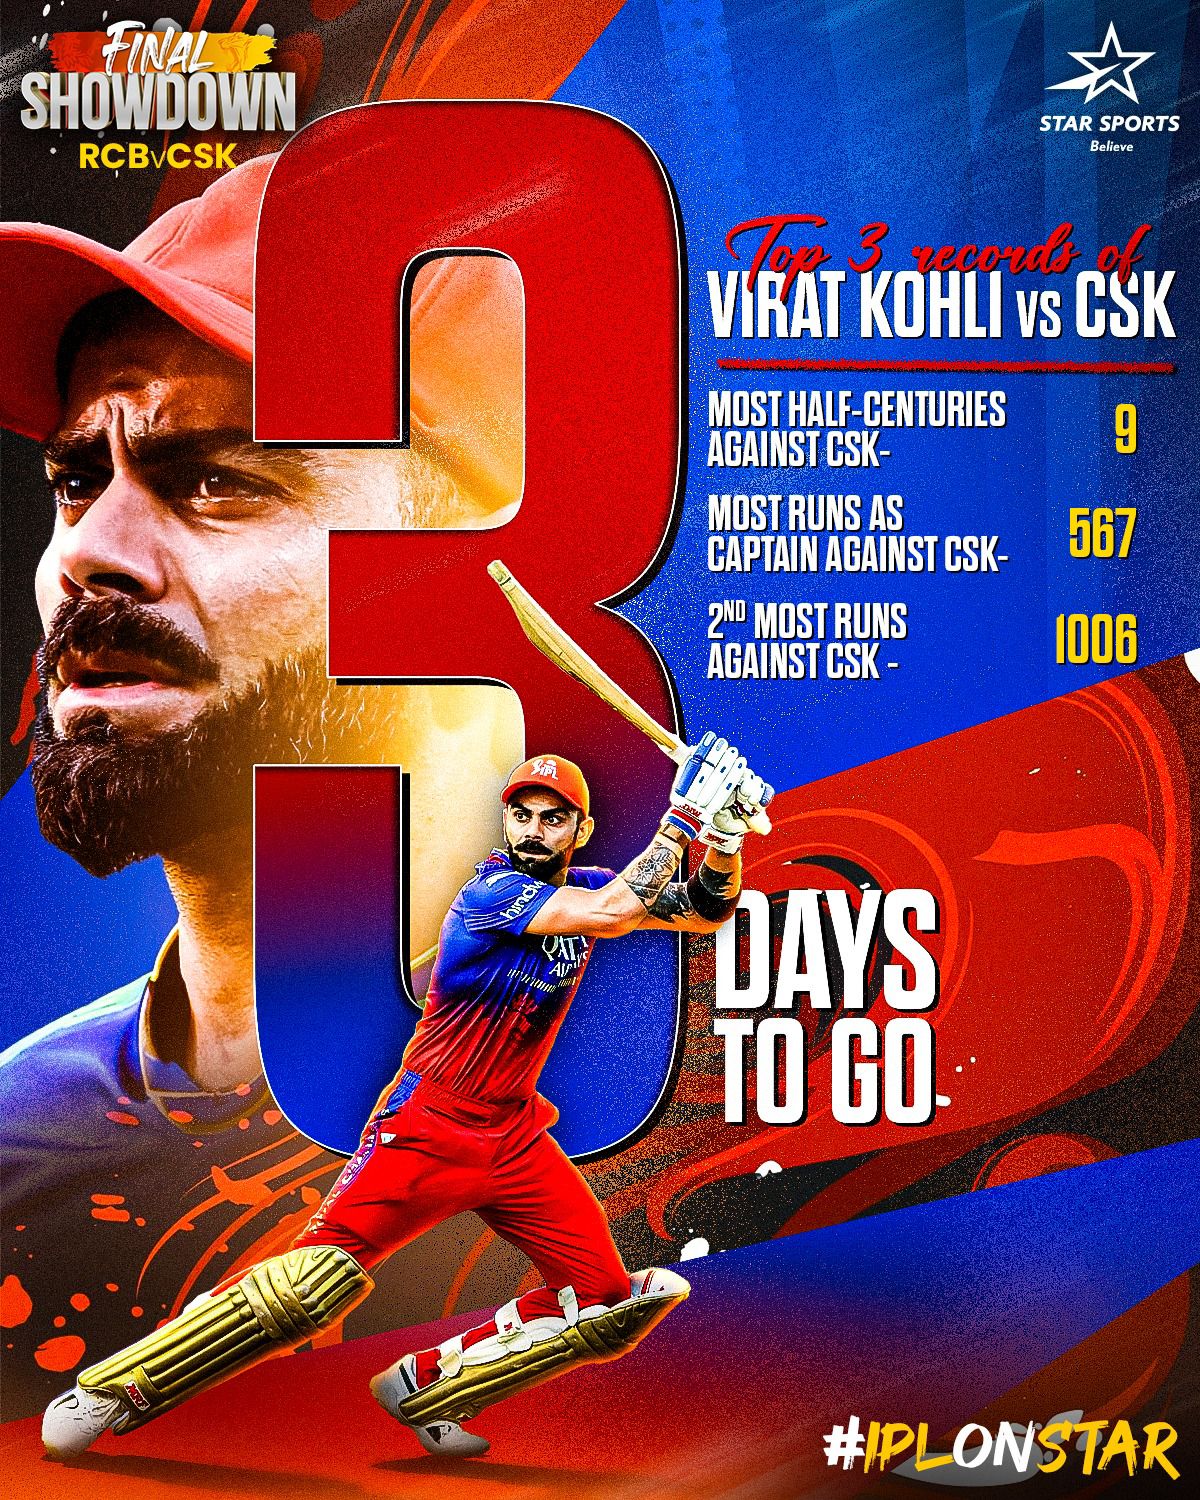 FINAL
SHOWDOWN
RCBvCSK
STAR SPORTS
Believe
3
Top 3 records of
VIRAT KOHLI VS CSK
MOST HALF-CENTURIES
AGAINST CSK-
9
MOST RUNS AS
CAPTAIN AGAINST CSK-
567
2ND MOST RUNS
AGAINST CSK -
1006
IPL
DAYS
TO GO
#IPLONSTAR